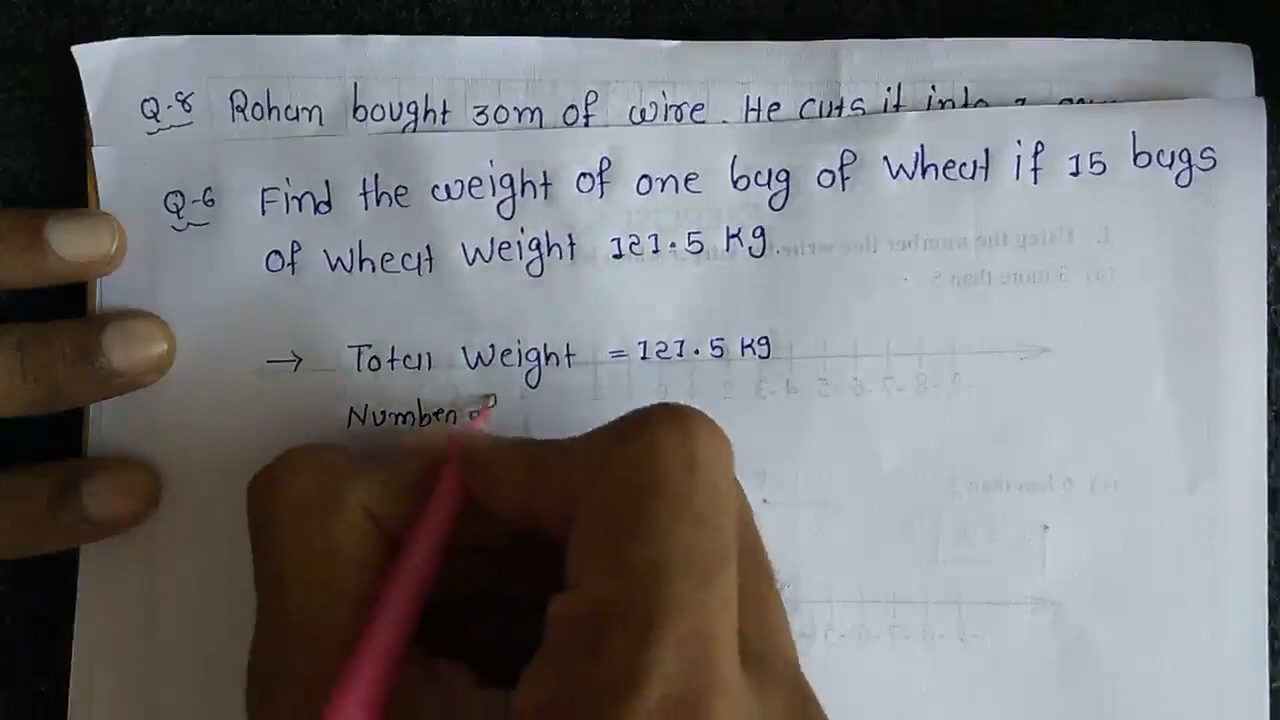 Q-8 Rohan bought 30m of wire. He cuts it into
Q-6 Find the weight of one bag of wheat if 15 bags
of wheat weight 121.5 Kg.
→ Total Weight = 121.5 Kg
Number of